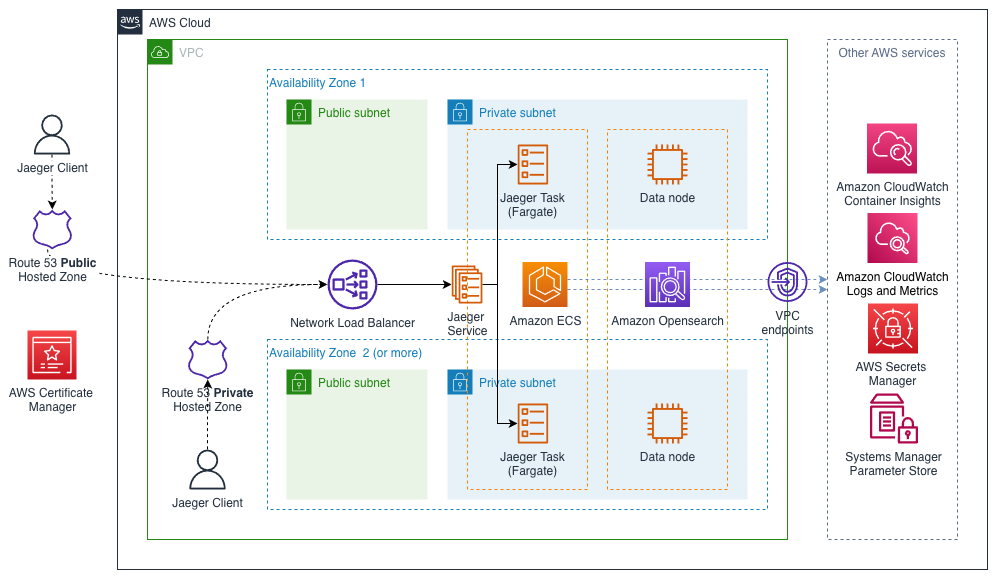 aws
AWS Cloud
VPC
Other AWS services
Availability Zone 1
Public subnet
Private subnet
Jaeger Client
Jaeger Task
(Fargate)
Data node
Amazon CloudWatch
Container Insights
Route 53 Public
Hosted Zone
Network Load Balancer
Jaeger
Service
Amazon ECS
Amazon Opensearch
VPC
endpoints
Amazon CloudWatch
Logs and Metrics
AWS Certificate
Manager
Route 53 Private
Hosted Zone
Availability Zone 2 (or more)
Public subnet
Private subnet
AWS Secrets
Manager
Jaeger Task
(Fargate)
Data node
Systems Manager
Parameter Store
Jaeger Client